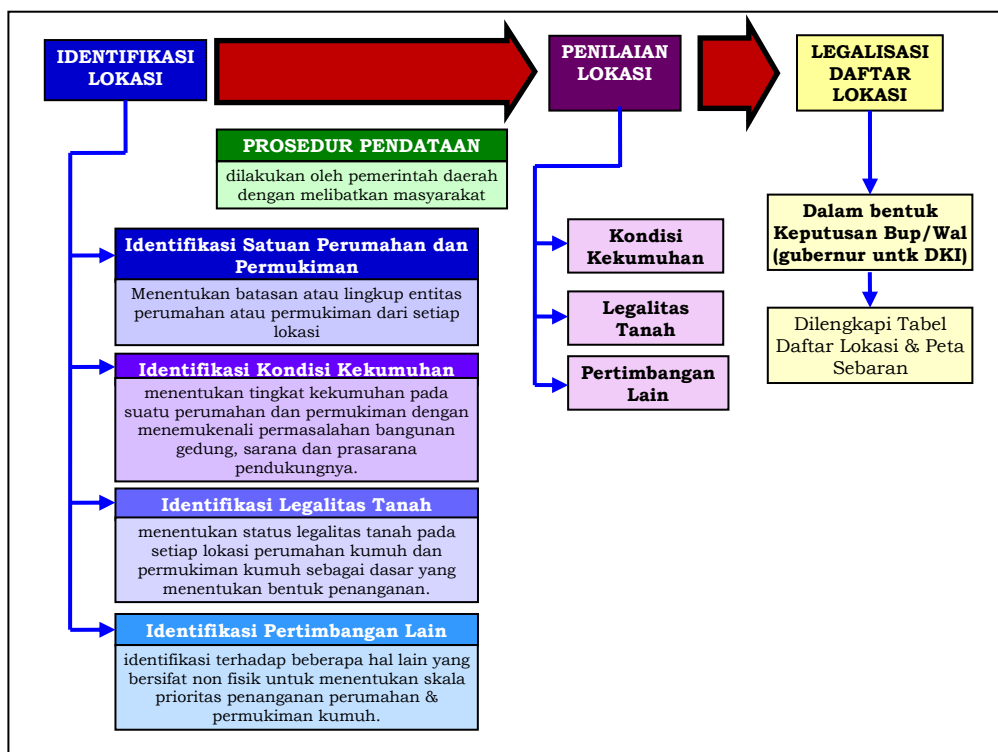 IDENTIFIKASI
LOKASI
PENILAIAN
LOKASI
LEGALISASI
DAFTAR
LOKASI
PROSEDUR PENDATAAN
dilakukan oleh pemerintah daerah
dengan melibatkan masyarakat
Identifikasi Satuan Perumahan dan
Permukiman
Menentukan batasan atau lingkup entitas
perumahan atau permukiman dari setiap
lokasi
Identifikasi Kondisi Kekumuhan
menentukan tingkat kekumuhan pada
suatu perumahan dan permukiman dengan
menemukenali permasalahan bangunan
gedung, sarana dan prasarana
pendukungnya.
Identifikasi Legalitas Tanah
menentukan status legalitas tanah pada
setiap lokasi perumahan kumuh dan
permukiman kumuh sebagai dasar yang
menentukan bentuk penanganan.
Identifikasi Pertimbangan Lain
identifikasi terhadap beberapa hal lain yang
bersifat non fisik untuk menentukan skala
prioritas penanganan perumahan &
permukiman kumuh.
Kondisi
Kekumuhan
Legalitas
Tanah
Pertimbangan
Lain
Dalam bentuk
Keputusan Bup/Wal
(gubernur untk DKI)
Dilengkapi Tabel
Daftar Lokasi & Peta
Sebaran